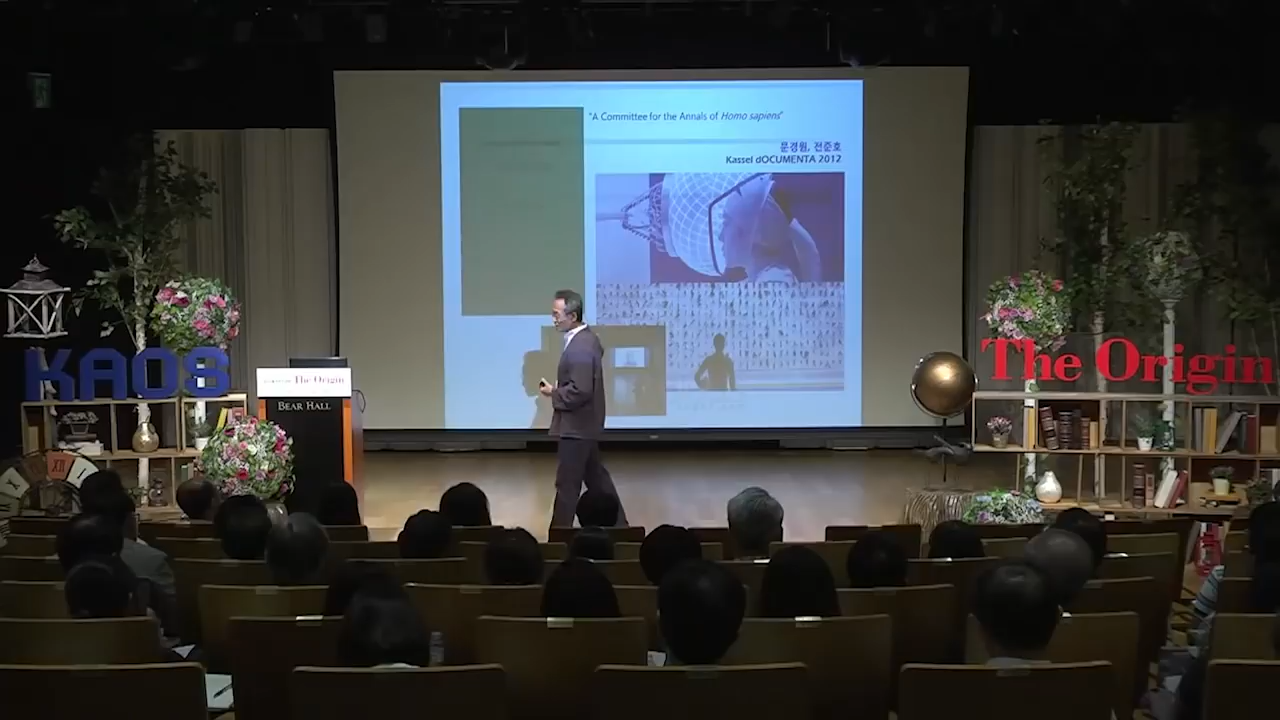 "A Committee for the Annals of Homo sapiens"
문경원, 전준호
Kassel dOCUMENTA 2012
KAOS
The Origin
The Origin
BEAR HALL
XII
I
X